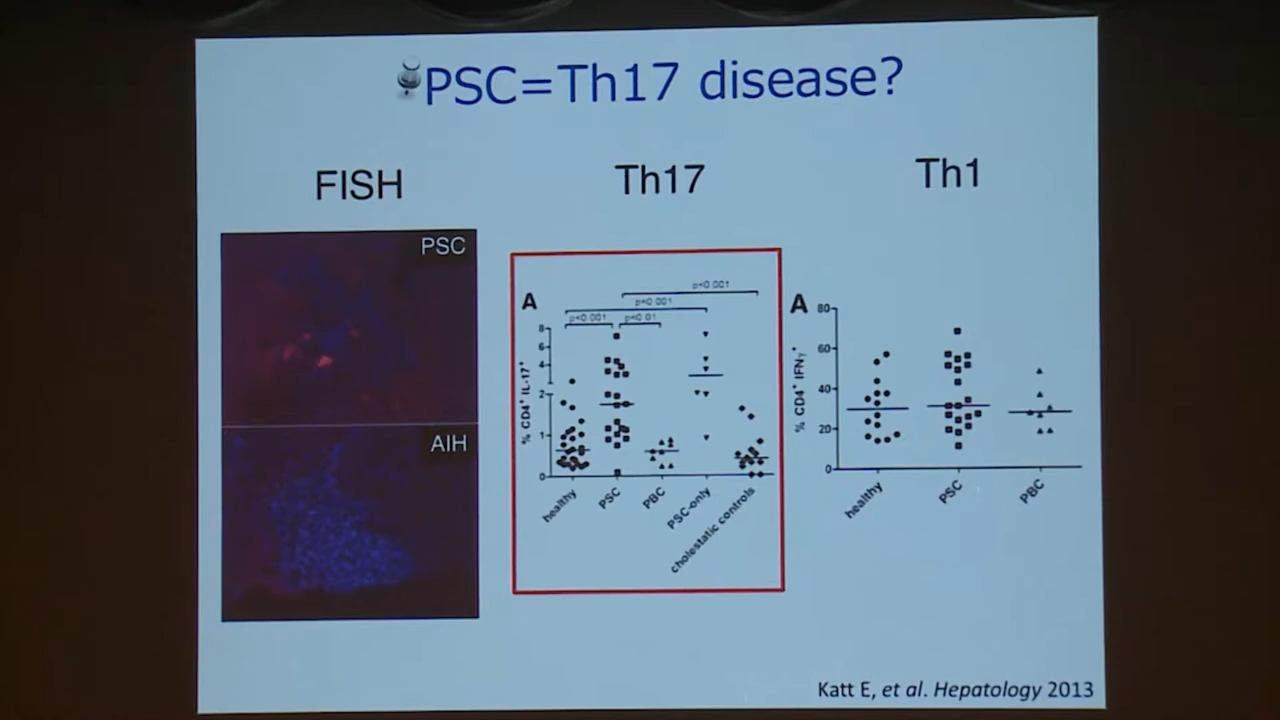 PSC=Th17 disease?
FISH
Th17
Th1
PSC
AIH
A
p<0.001
p<0.001
p<0.001
p<0.01
8
6
4
2
1
0
% CD4⁺ IL-17⁺
healthy
PSC
PBC
PSC-only
cholestatic controls
A
80
60
40
20
0
% CD4⁺ IFNγ⁺
healthy
PSC
PBC
Katt E, et al. Hepatology 2013